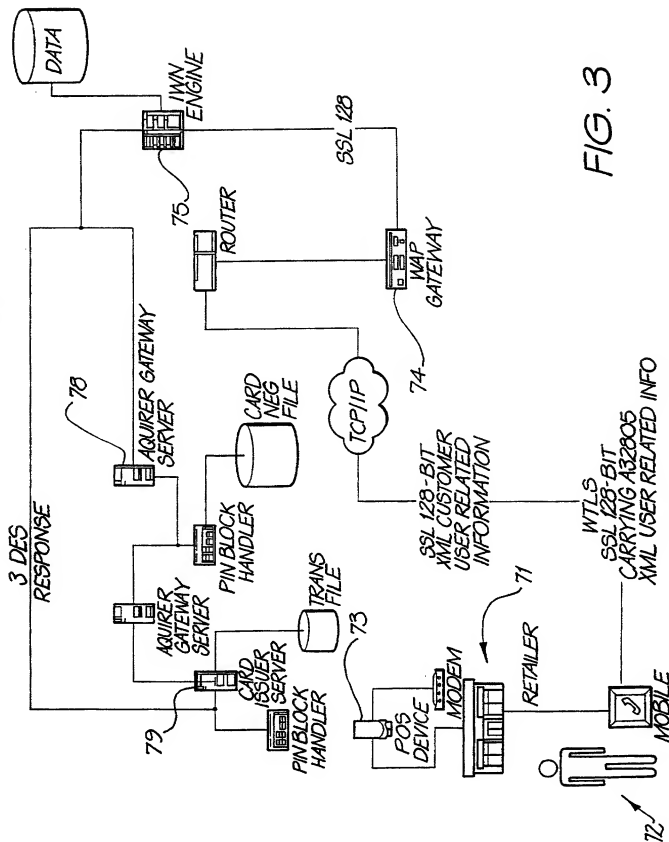 3 DES
RESPONSE
DATA
IWN
ENGINE
75
78
AQUIRER GATEWAY
SERVER
AQUIRER
GATEWAY
SERVER
PIN BLOCK
HANDLER
CARD
NEG
FILE
ROUTER
SSL 128
79
CARD
ISSUER
SERVER
TRANS
FILE
PIN BLOCK
HANDLER
73
POS
DEVICE
MODEM
71
RETAILER
TCP/IP
74
WAP
GATEWAY
SSL 128-BIT
XML CUSTOMER
USER RELATED
INFORMATION
WTLS
SSL 128-BIT
CARRYING A32805
XML USER RELATED INFO
MOBILE
72
FIG. 3